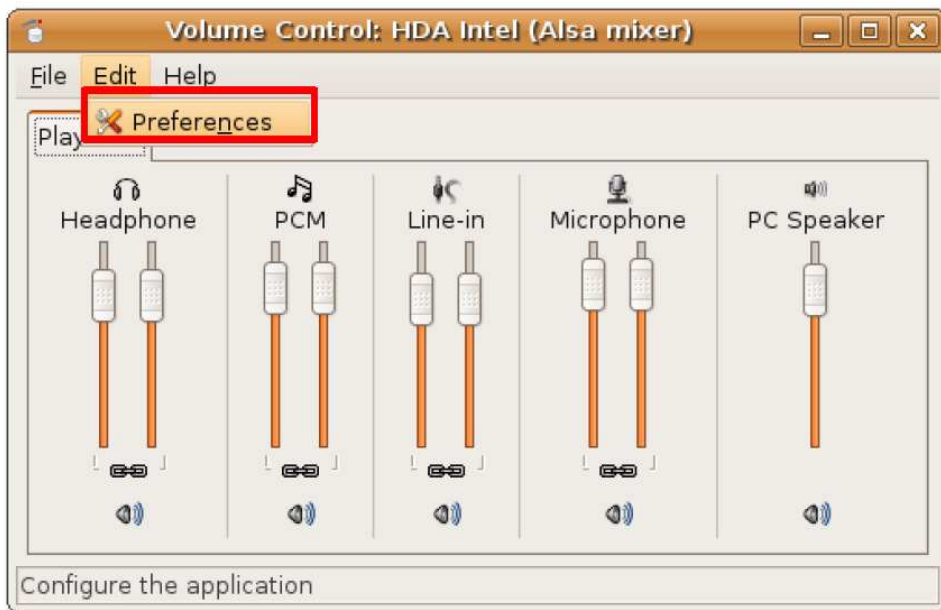 Volume Control: HDA Intel (Alsa mixer)
File Edit Help
Preferences
Play
Headphone PCM Line-in Microphone PC Speaker
Configure the application